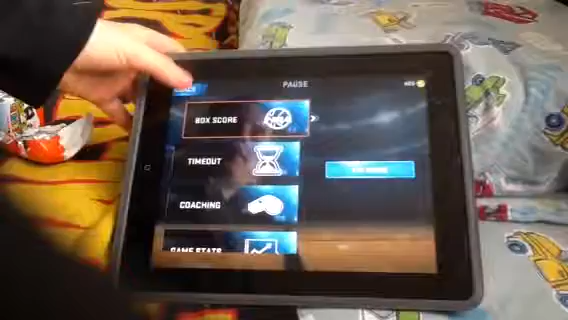 PAUSE
BOX SCORE
TIMEOUT
COACHING
GAME STATS